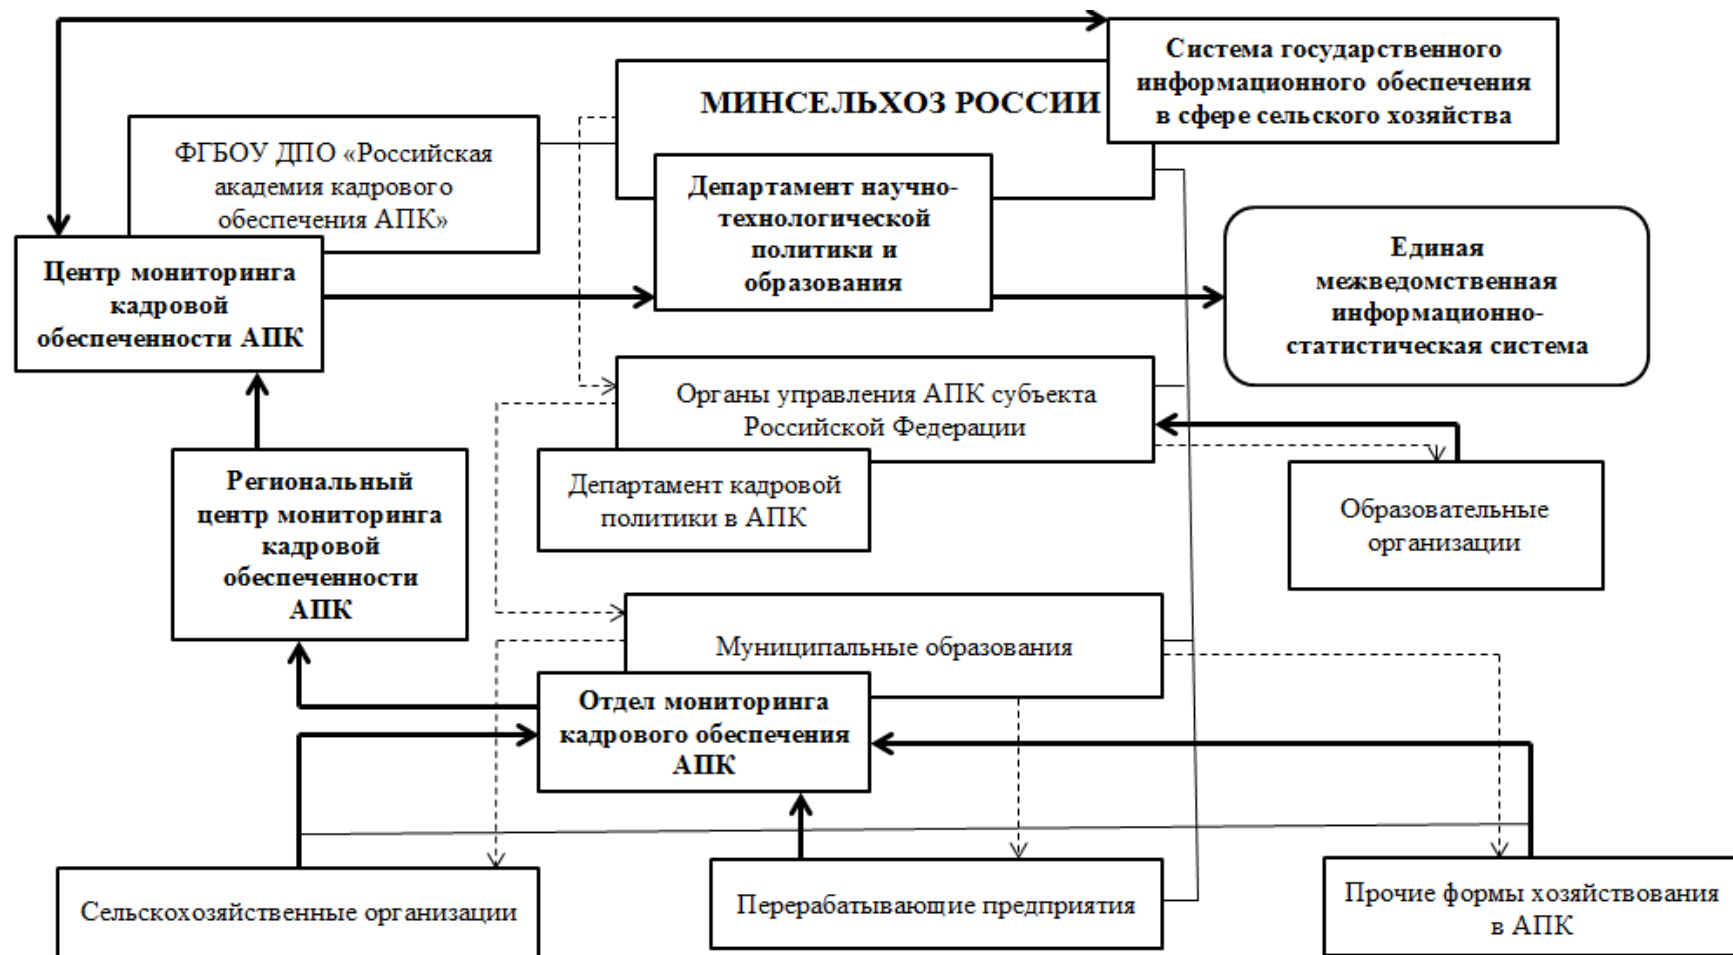 Система государственного
информационного обеспечения
в сфере сельского хозяйства
МИНСЕЛЬХОЗ РОССИИ
ФГБОУ ДПО «Российская
академия кадрового
обеспечения АПК»
Департамент научно-
технологической
политики и
образования
Центр мониторинга
кадровой
обеспеченности АПК
Единая
межведомственная
информационно-
статистическая система
Органы управления АПК субъекта
Российской Федерации
Департамент кадровой
политики в АПК
Региональный
центр мониторинга
кадровой
обеспеченности
АПК
Образовательные
организации
Муниципальные образования
Отдел мониторинга
кадрового обеспечения
АПК
Сельскохозяйственные организации
Перерабатывающие предприятия
Прочие формы хозяйствования
в АПК